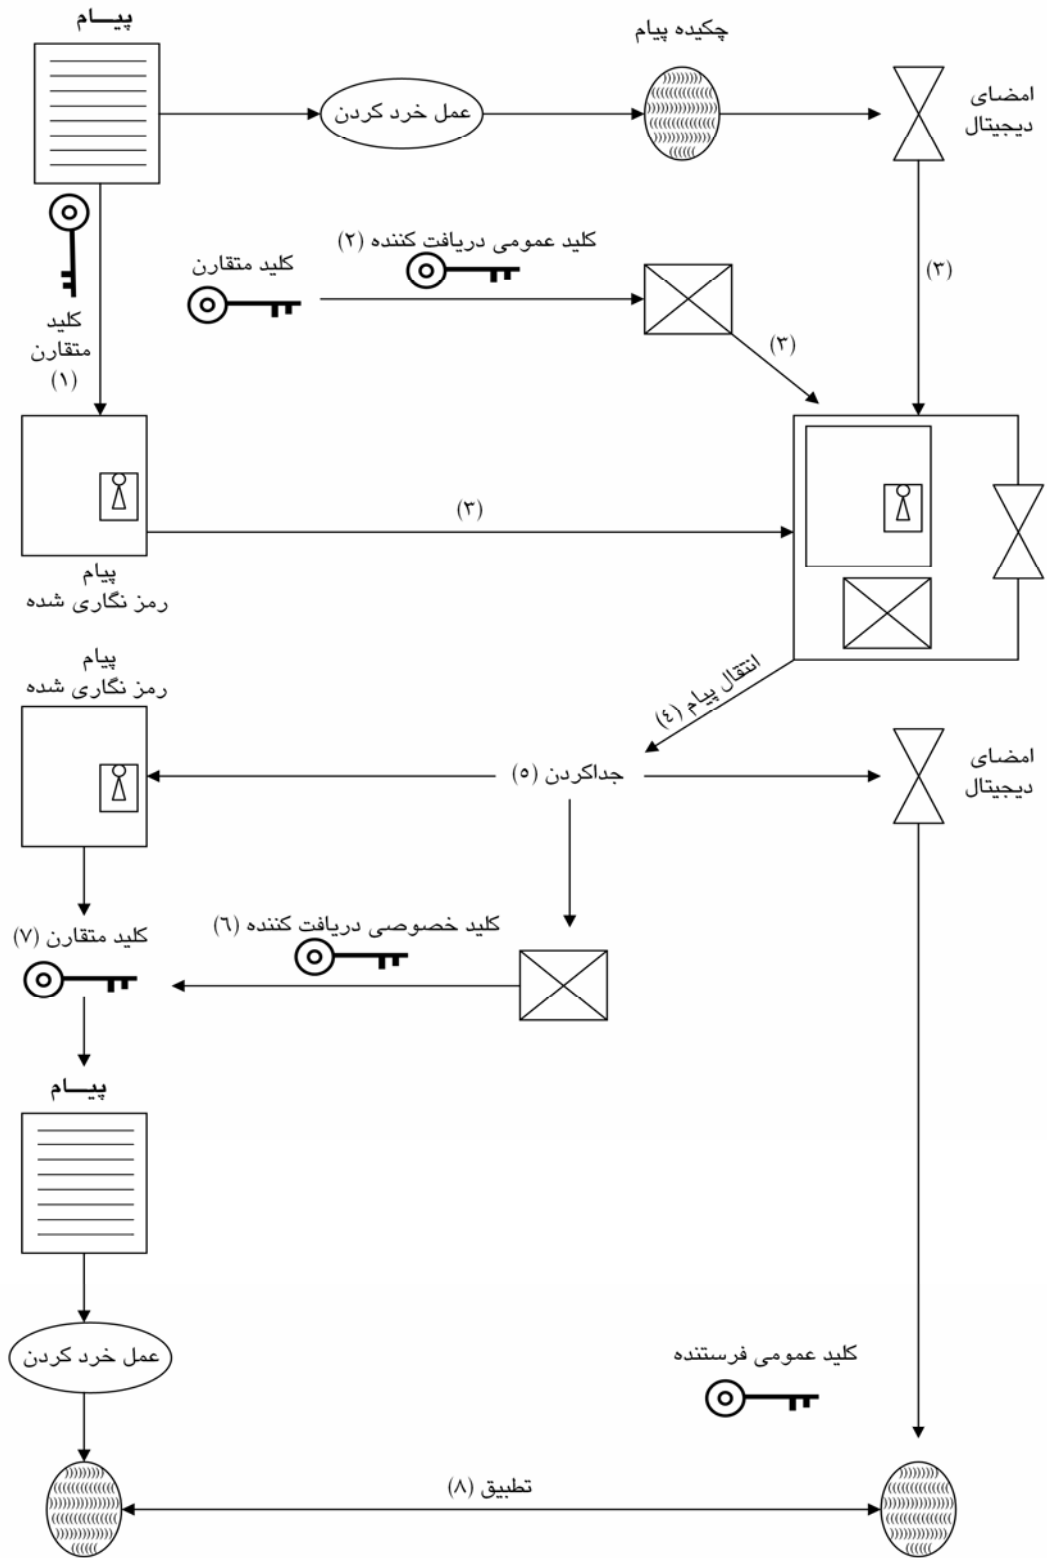 پیـــام
چکیده پیام
عمل خرد کردن
امضای
دیجیتال
کلید عمومی دریافت کننده (۲)
کلید متقارن
(۳)
کلید
متقارن
(۱)
(۳)
(۳)
پیام
رمز نگاری شده
پیام
رمز نگاری شده
انتقال پیام (٤)
جداکردن (٥)
امضای
دیجیتال
کلید خصوصی دریافت کننده (٦)
کلید متقارن (۷)
پیـــام
عمل خرد کردن
کلید عمومی فرستنده
تطبیق (۸)